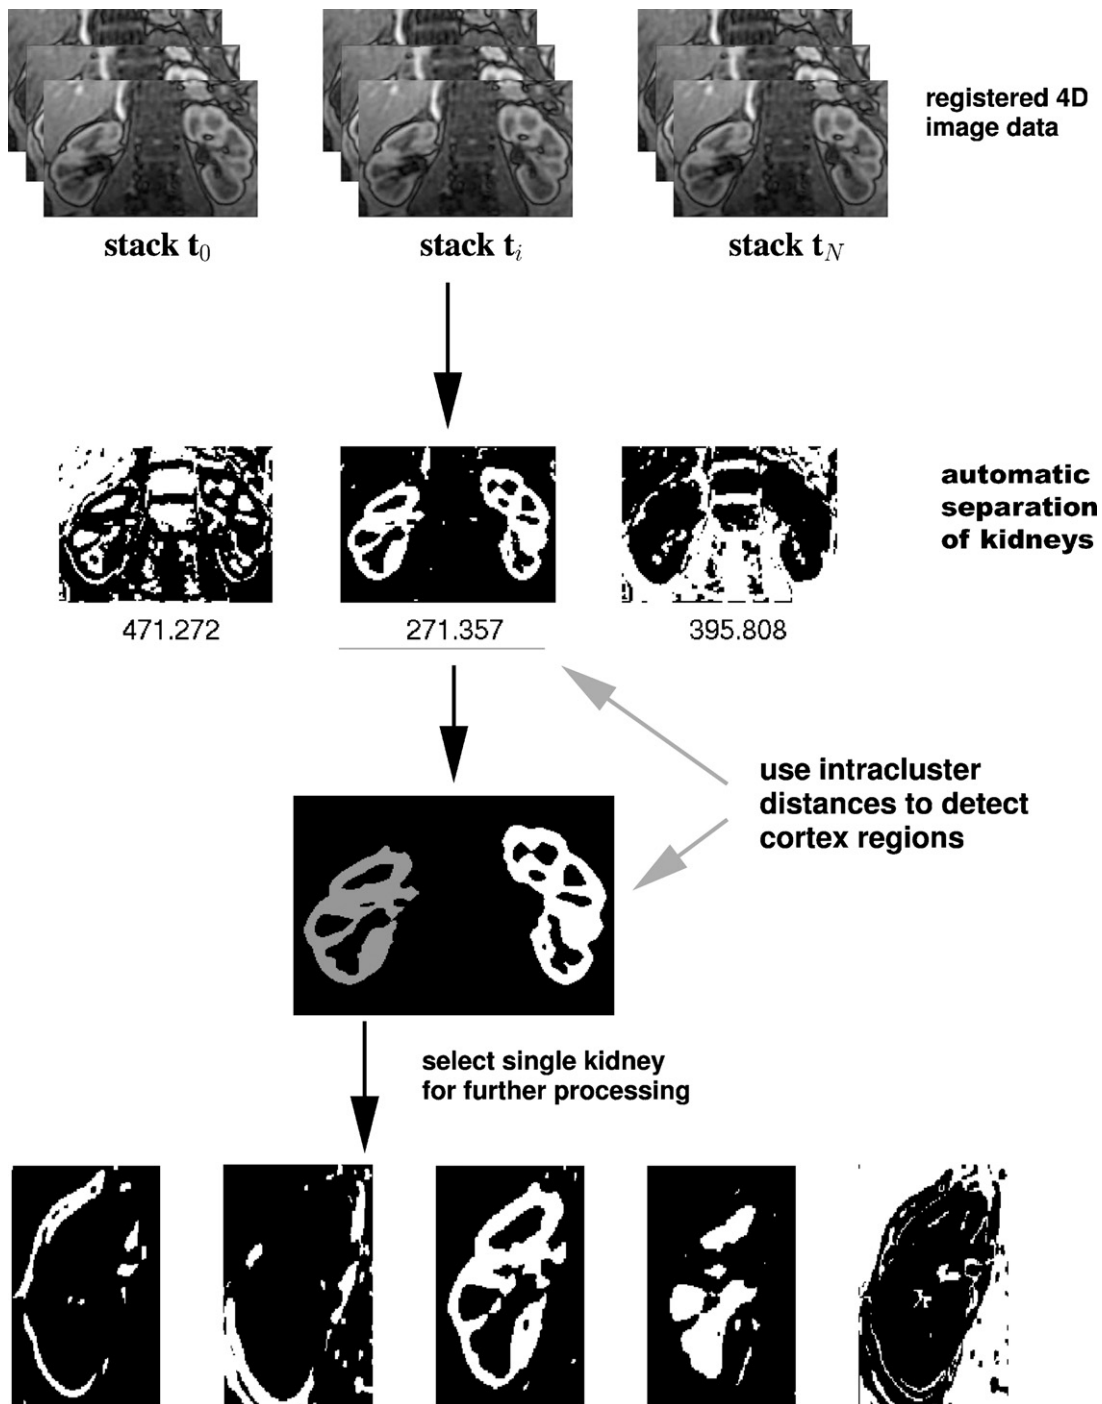 registered 4D
image data
stack t₀
stack tᵢ
stack t_N
automatic
separation
of kidneys
471.272
271.357
395.808
use intracluster
distances to detect
cortex regions
select single kidney
for further processing